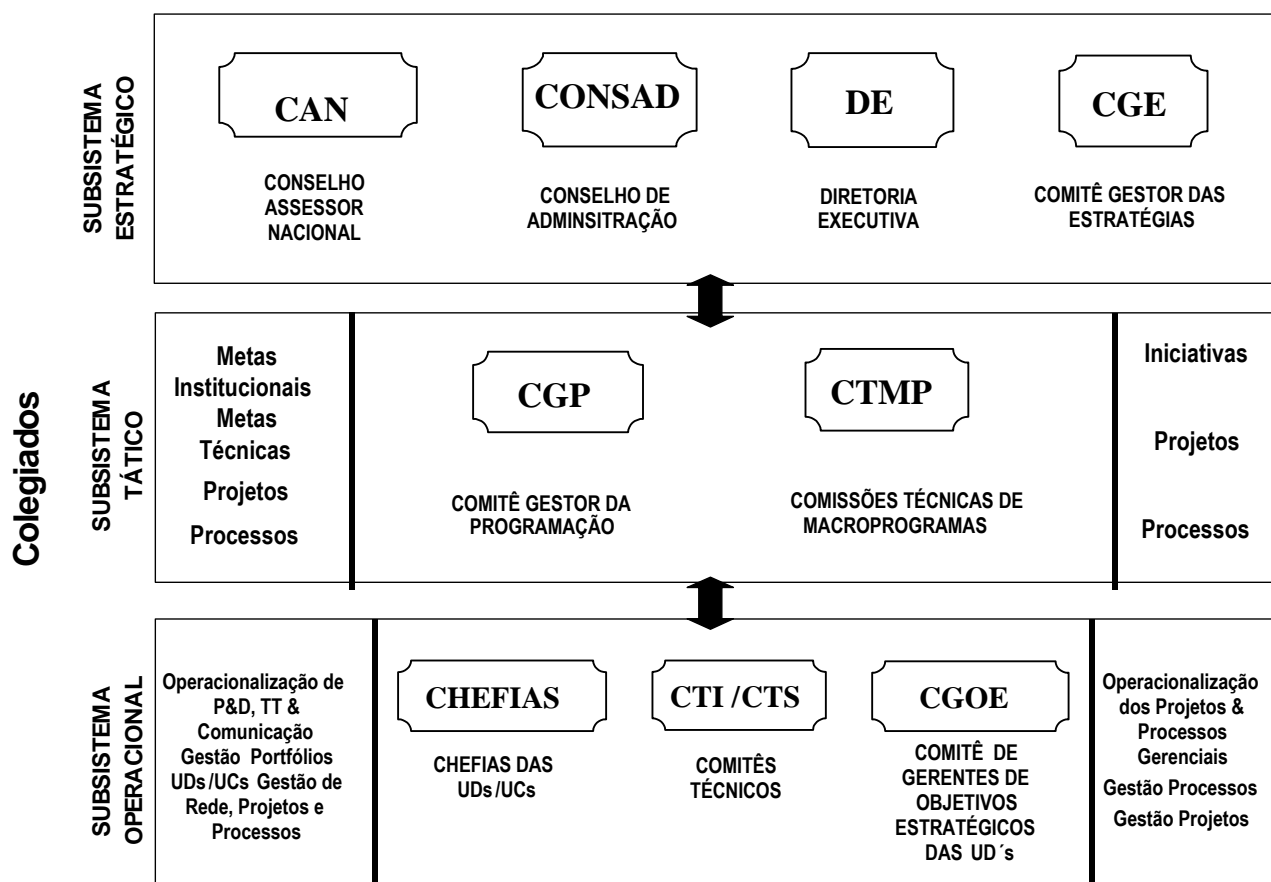 Colegiados
SUBSISTEMA
ESTRATÉGICO
CAN
CONSELHO
ASSESSOR
NACIONAL
CONSAD
CONSELHO DE
ADMINSITRAÇÃO
DE
DIRETORIA
EXECUTIVA
CGE
COMITÊ GESTOR DAS
ESTRATÉGIAS
SUBSISTEMA
TÁTICO
Metas
Institucionais
Metas
Técnicas
Projetos
Processos
CGP
COMITÊ GESTOR DA
PROGRAMAÇÃO
CTMP
COMISSÕES TÉCNICAS DE
MACROPROGRAMAS
Iniciativas
Projetos
Processos
SUBSISTEMA
OPERACIONAL
Operacionalização de
P&D, TT &
Comunicação
Gestão Portfólios
UDs/UCs Gestão de
Rede, Projetos e
Processos
CHEFIAS
CHEFIAS DAS
UDs/UCs
CTI /CTS
COMITÊS
TÉCNICOS
CGOE
COMITÊ DE
GERENTES DE
OBJETIVOS
ESTRATÉGICOS
DAS UD´s
Operacionalização
dos Projetos &
Processos
Gerenciais
Gestão Processos
Gestão Projetos